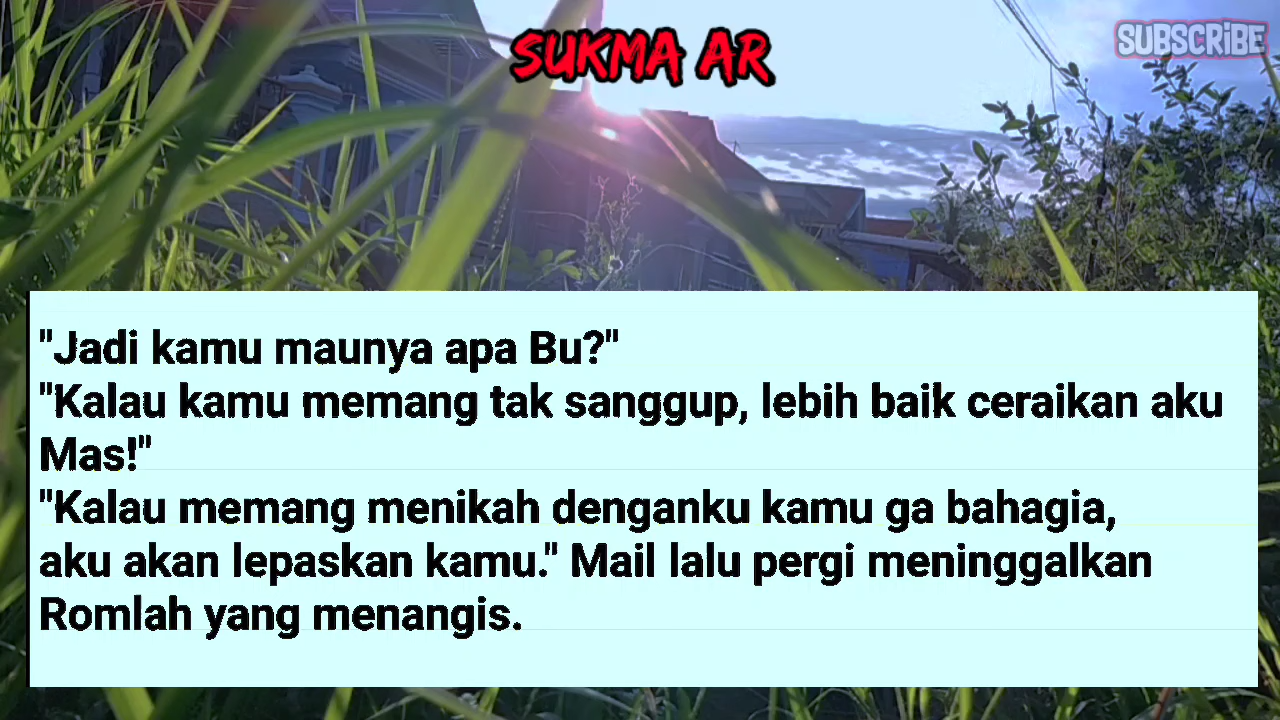 SUKMA AR
SUBSCRIBE
"Jadi kamu maunya apa Bu?"
"Kalau kamu memang tak sanggup, lebih baik ceraikan aku
Mas!"
"Kalau memang menikah denganku kamu ga bahagia,
aku akan lepaskan kamu." Mail lalu pergi meninggalkan
Romlah yang menangis.